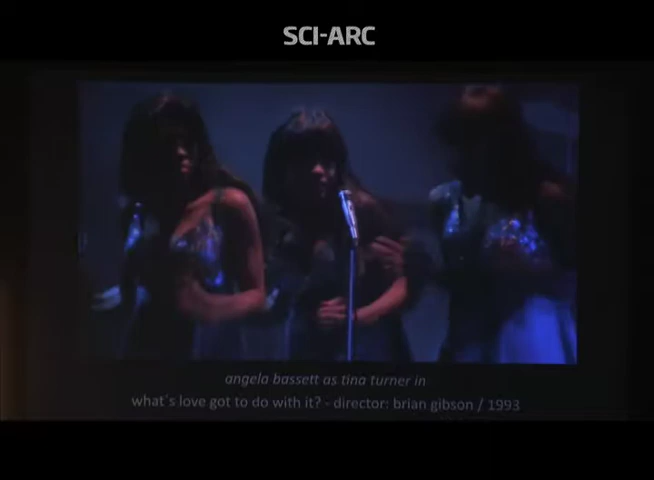 SCI-ARC
angela bassett as tina turner in
what's love got to do with it? - director: brian gibson / 1993